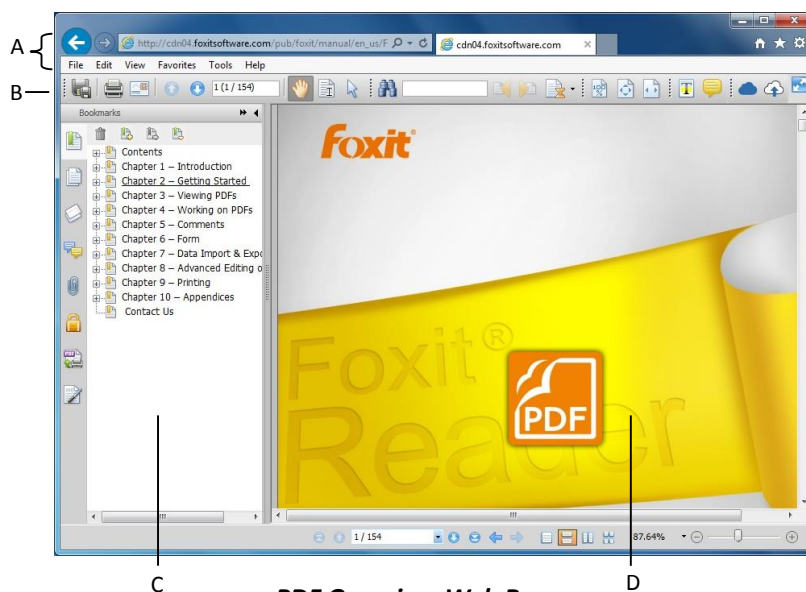 A
http://cdn04.foxitsoftware.com/pub/foxit/manual/en_us/F
cdn04.foxitsoftware.com
File Edit View Favorites Tools Help
B
1 (1 / 154)
Bookmarks
Contents
Chapter 1 – Introduction
Chapter 2 – Getting Started
Chapter 3 – Viewing PDFs
Chapter 4 – Working on PDFs
Chapter 5 – Comments
Chapter 6 – Form
Chapter 7 – Data Import & Expo
Chapter 8 – Advanced Editing o
Chapter 9 – Printing
Chapter 10 – Appendices
Contact Us
foxit
Foxit®
Reader
PDF
1 / 154
87.64%
C
D